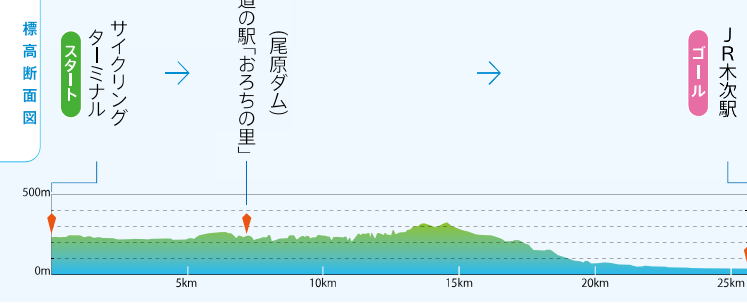 標高断面図
スタート
サイクリング
ターミナル
道の駅「おろちの里」
(尾原ダム)
ゴール
JR木次駅
500m
0m
5km
10km
15km
20km
25km